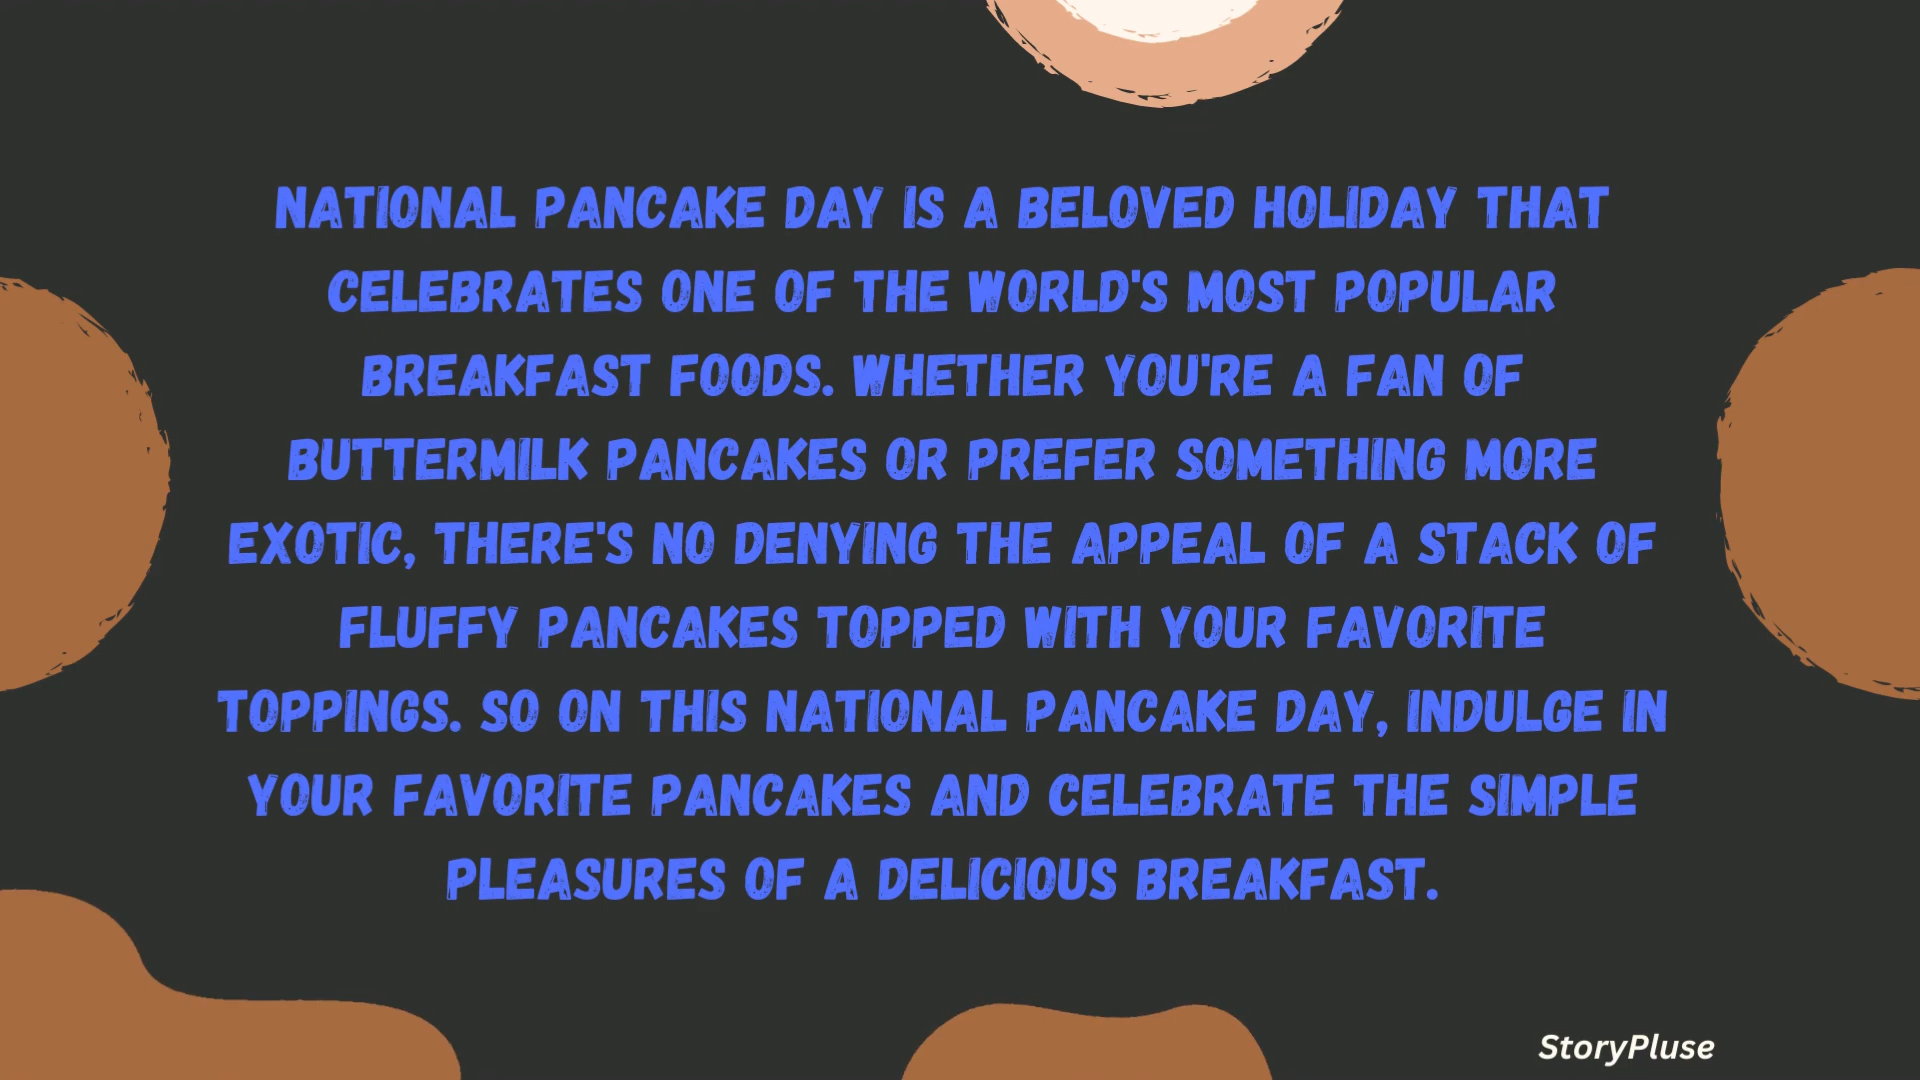 NATIONAL PANCAKE DAY IS A BELOVED HOLIDAY THAT
CELEBRATES ONE OF THE WORLD'S MOST POPULAR
BREAKFAST FOODS. WHETHER YOU'RE A FAN OF
BUTTERMILK PANCAKES OR PREFER SOMETHING MORE
EXOTIC, THERE'S NO DENYING THE APPEAL OF A STACK OF
FLUFFY PANCAKES TOPPED WITH YOUR FAVORITE
TOPPINGS. SO ON THIS NATIONAL PANCAKE DAY, INDULGE IN
YOUR FAVORITE PANCAKES AND CELEBRATE THE SIMPLE
PLEASURES OF A DELICIOUS BREAKFAST.
StoryPluse